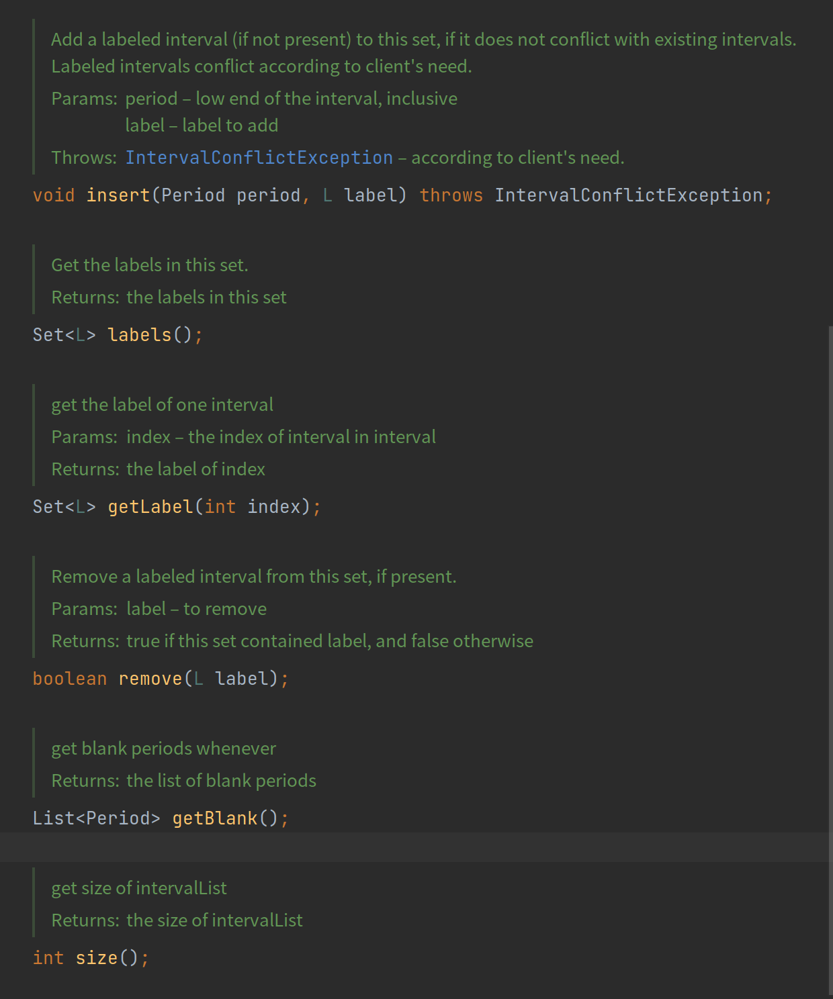 Add a labeled interval (if not present) to this set, if it does not conflict with existing intervals.
Labeled intervals conflict according to client's need.
Params: period – low end of the interval, inclusive
label – label to add
Throws: IntervalConflictException – according to client's need.
void insert(Period period, L label) throws IntervalConflictException;
Get the labels in this set.
Returns: the labels in this set
Set<L> labels();
get the label of one interval
Params: index – the index of interval in interval
Returns: the label of index
Set<L> getLabel(int index);
Remove a labeled interval from this set, if present.
Params: label – to remove
Returns: true if this set contained label, and false otherwise
boolean remove(L label);
get blank periods whenever
Returns: the list of blank periods
List<Period> getBlank();
get size of intervalList
Returns: the size of intervalList
int size();